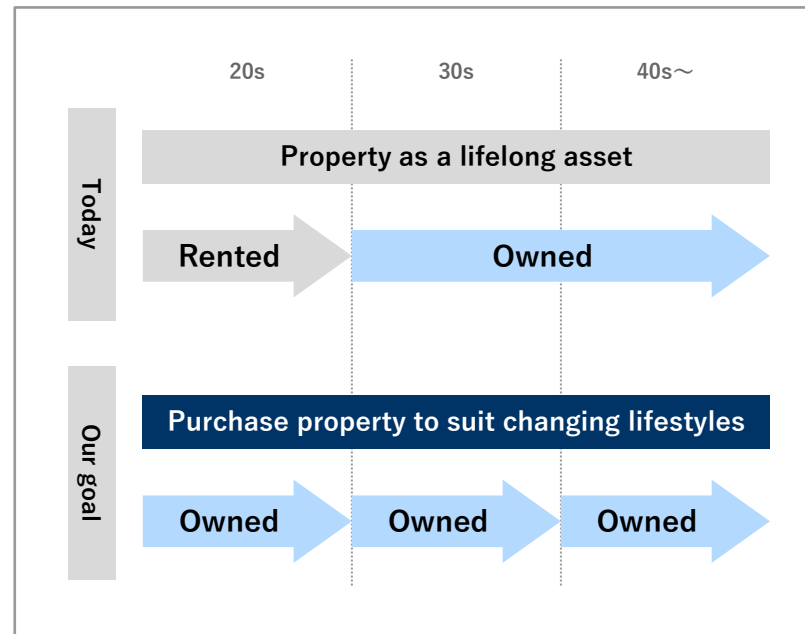 20s
30s
40s～
Today
Property as a lifelong asset
Rented
Owned
Our goal
Purchase property to suit changing lifestyles
Owned
Owned
Owned